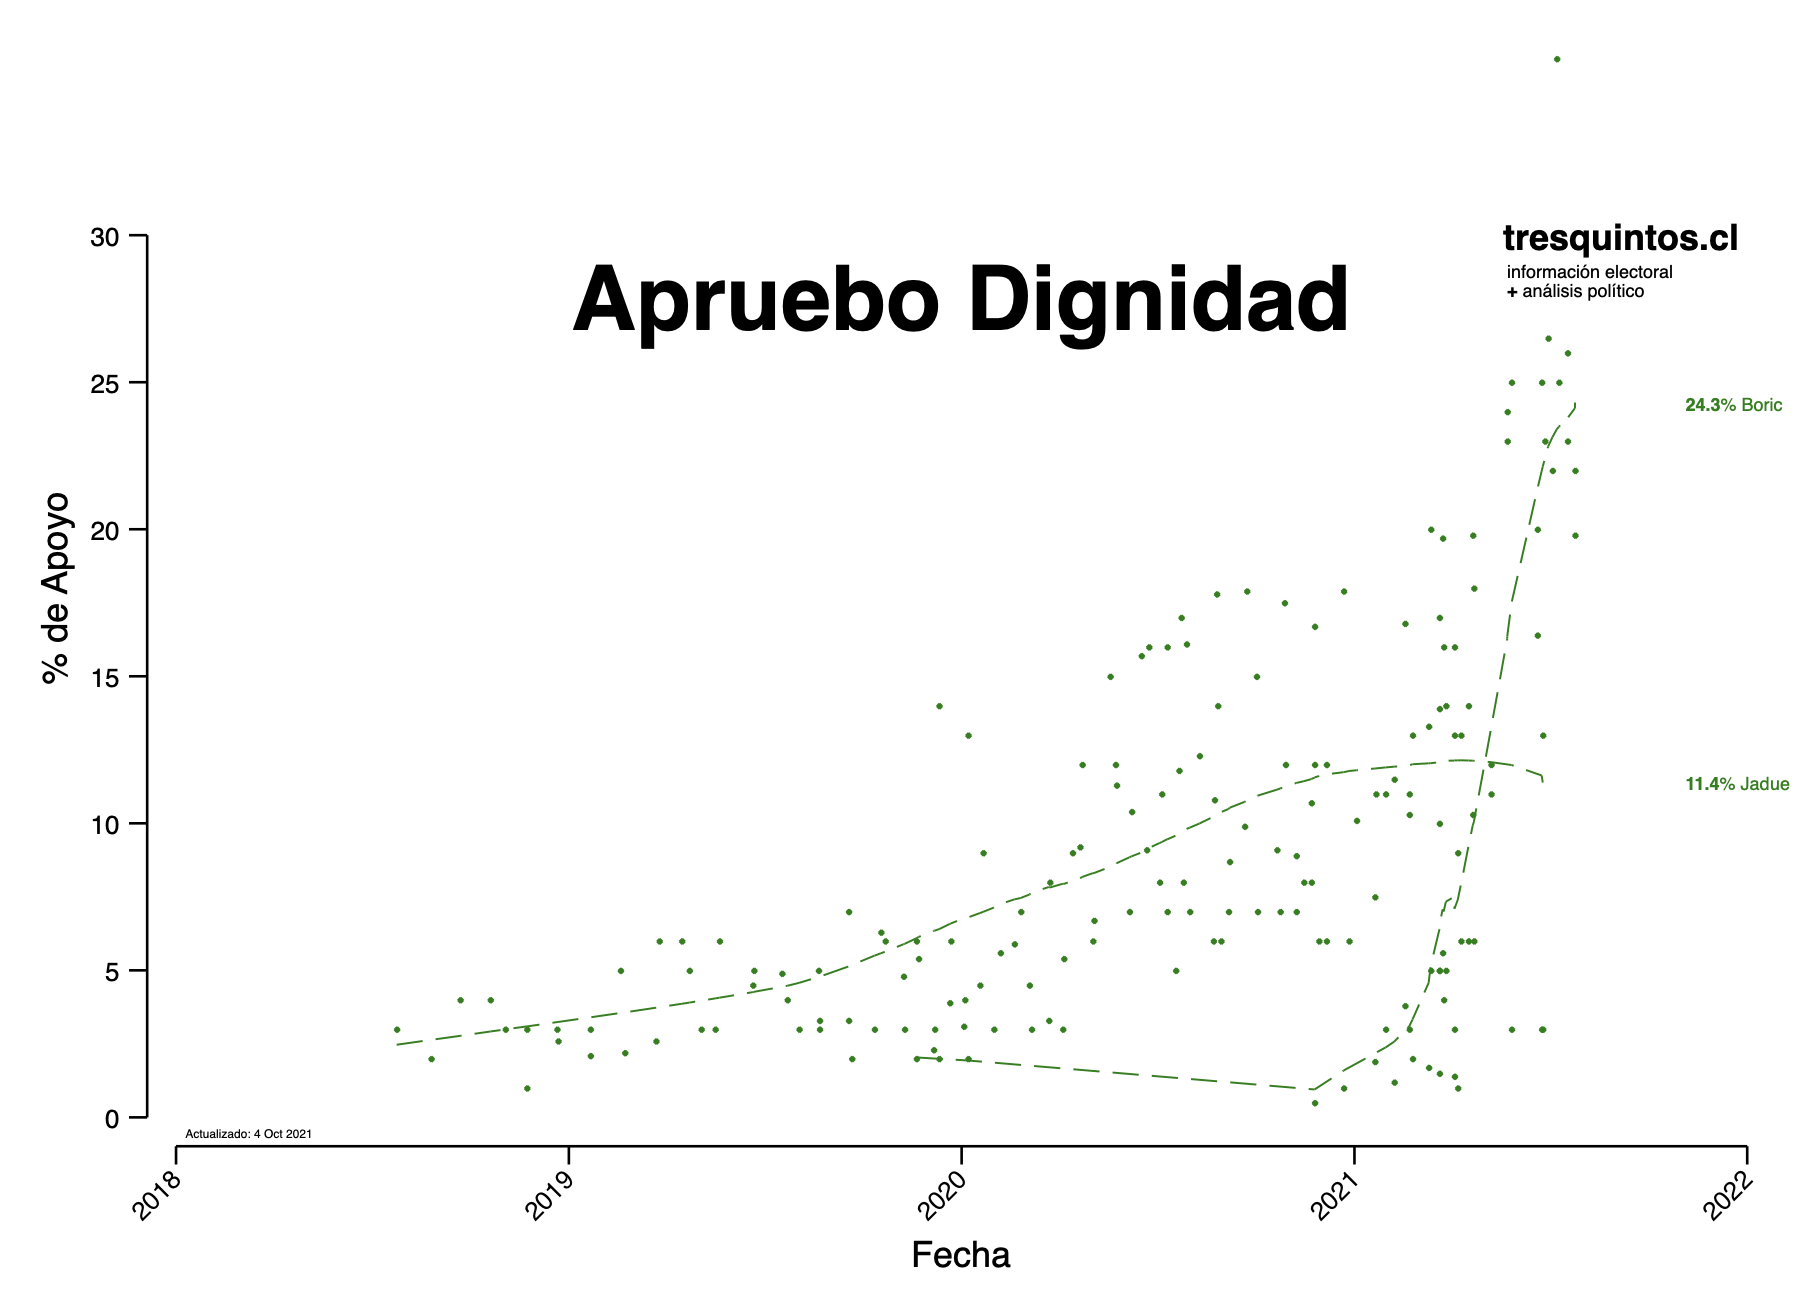 30
25
20
15
10
5
0
% de Apoyo
Apruebo Dignidad
tresquintos.cl
información electoral
+ análisis político
24.3% Boric
11.4% Jadue
Actualizado: 4 Oct 2021
2018
2019
2020
2021
2022
Fecha